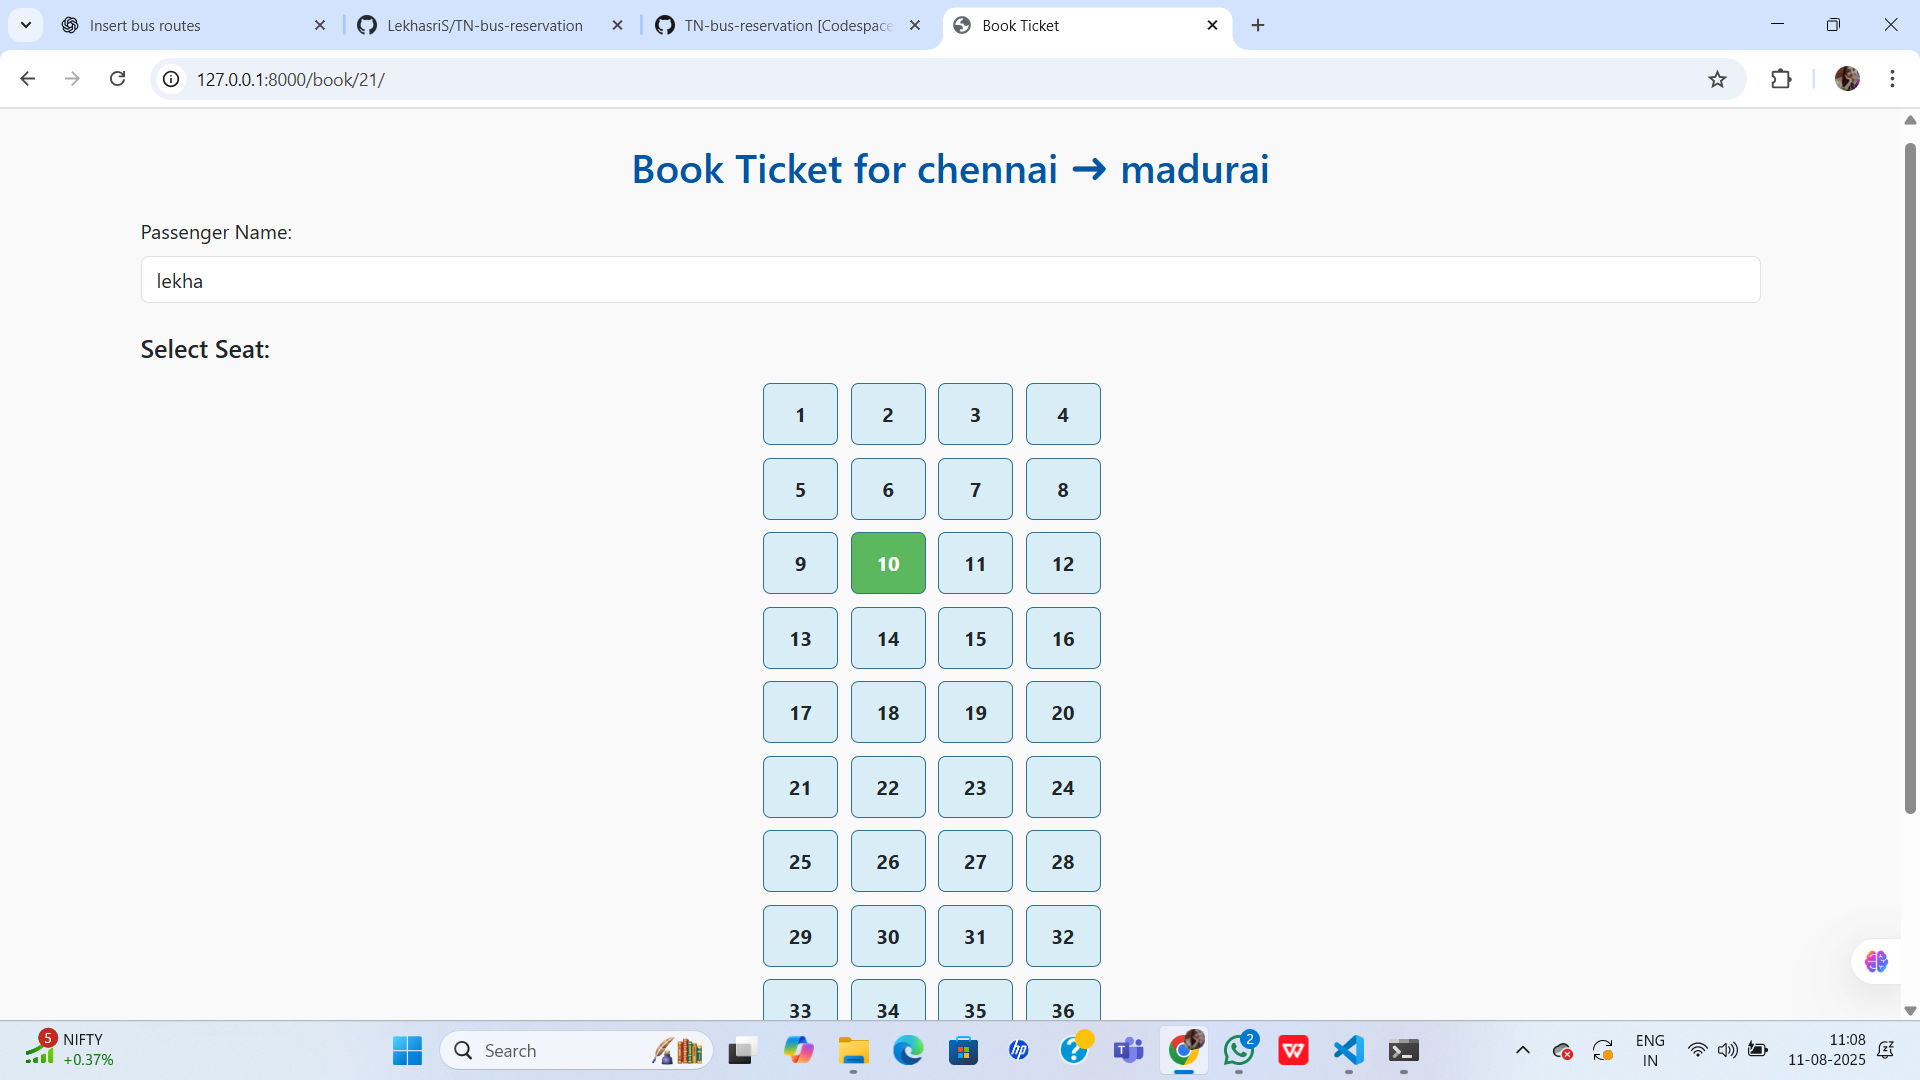 Insert bus routes
LekhasriS/TN-bus-reservation
TN-bus-reservation [Codespace
Book Ticket
127.0.0.1:8000/book/21/
Book Ticket for chennai → madurai
Passenger Name:
lekha
Select Seat:
1 2 3 4
5 6 7 8
9 10 11 12
13 14 15 16
17 18 19 20
21 22 23 24
25 26 27 28
29 30 31 32
33 34 35 36
5
NIFTY
+0.37%
Search
hp
2
W
ENG
IN
11:08
11-08-2025